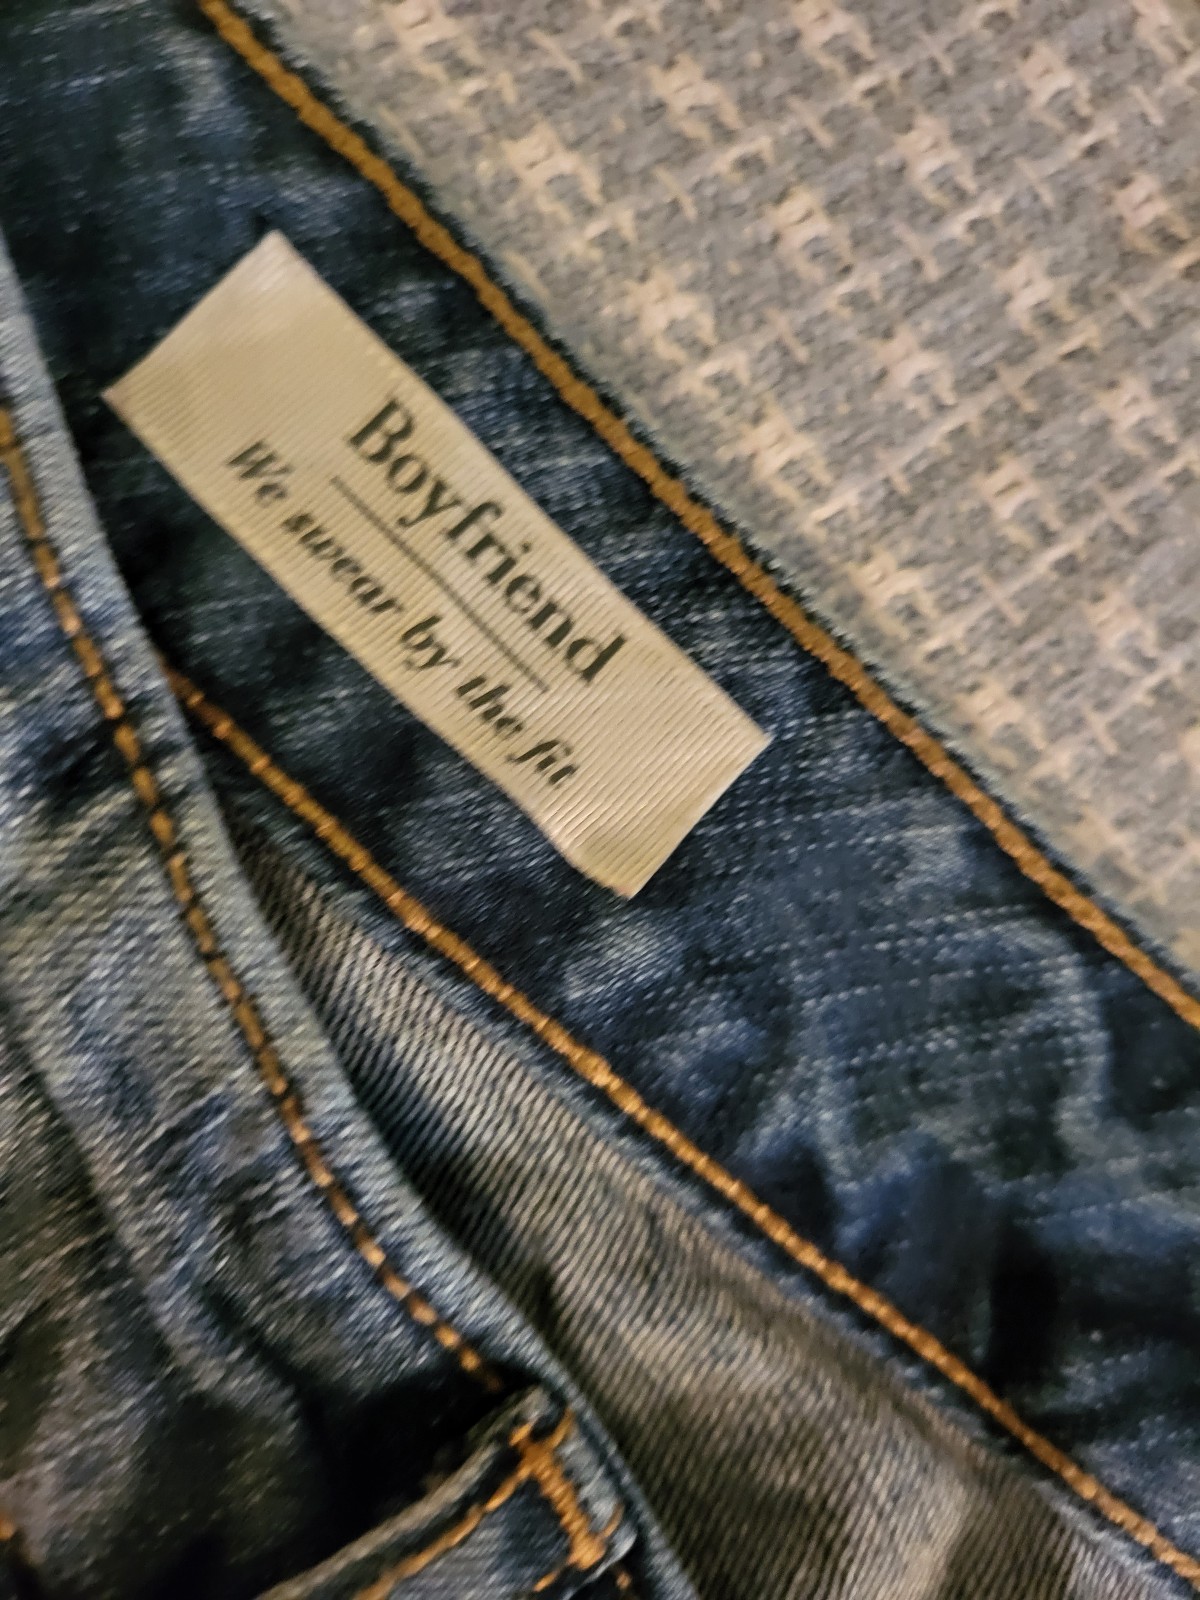 Boyfriend
We swear by the fit